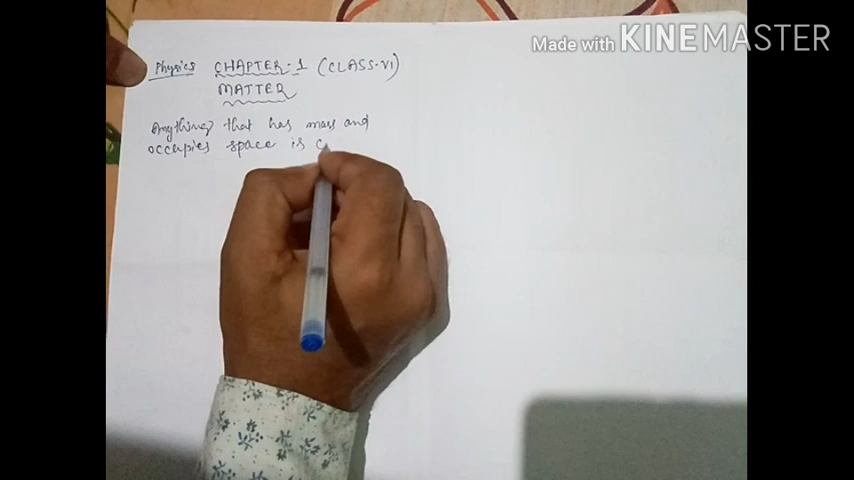 Made with KINEMASTER
Physics CHAPTER-1 (CLASS-VI)
MATTER
Anything that has mass and
occupies space is c